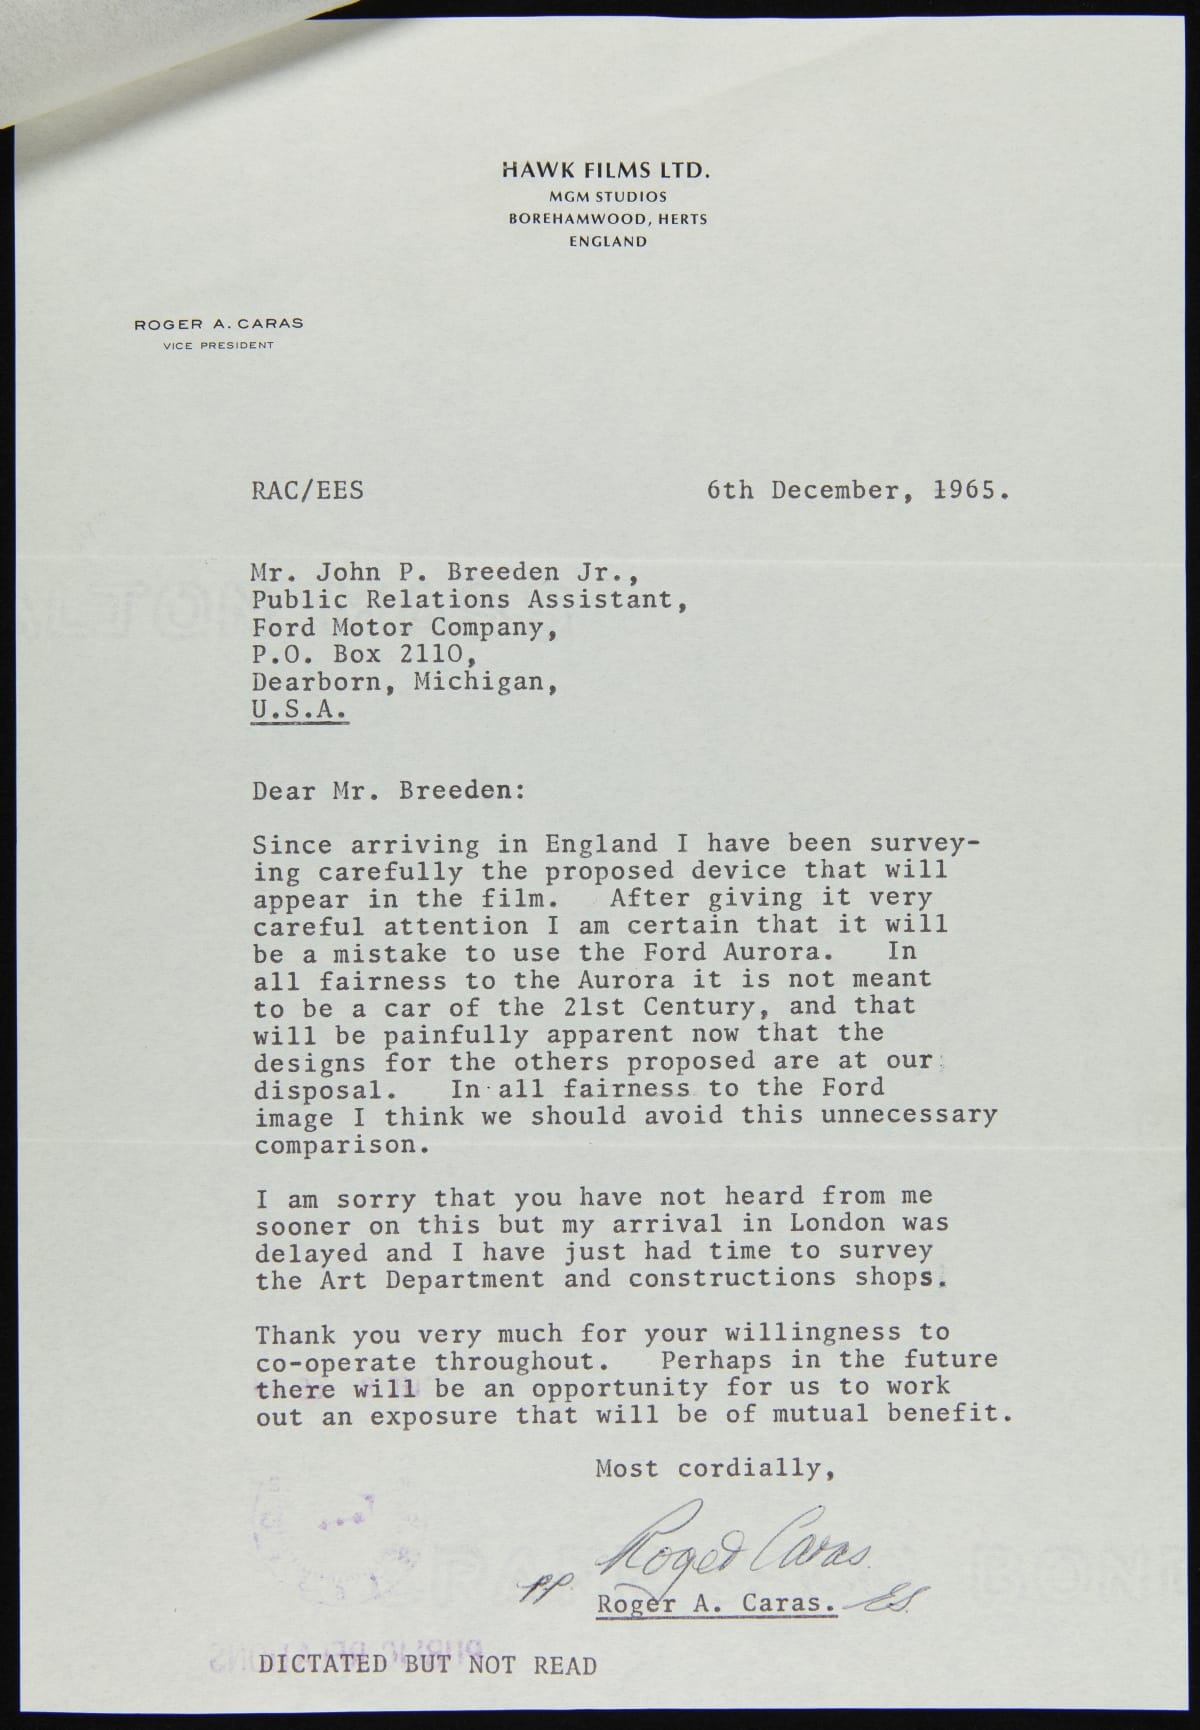 HAWK FILMS LTD.
MGM STUDIOS
BOREHAMWOOD, HERTS
ENGLAND
ROGER A. CARAS
VICE PRESIDENT
RAC/EES 6th December, 1965.
Mr. John P. Breeden Jr.,
Public Relations Assistant,
Ford Motor Company,
P.O. Box 2110,
Dearborn, Michigan,
U.S.A.
Dear Mr. Breeden:
Since arriving in England I have been survey-
ing carefully the proposed device that will
appear in the film. After giving it very
careful attention I am certain that it will
be a mistake to use the Ford Aurora. In
all fairness to the Aurora it is not meant
to be a car of the 21st Century, and that
will be painfully apparent now that the
designs for the others proposed are at our
disposal. In all fairness to the Ford
image I think we should avoid this unnecessary
comparison.
I am sorry that you have not heard from me
sooner on this but my arrival in London was
delayed and I have just had time to survey
the Art Department and constructions shops.
Thank you very much for your willingness to
co-operate throughout. Perhaps in the future
there will be an opportunity for us to work
out an exposure that will be of mutual benefit.
Most cordially,
Roger Caras
pp. Roger A. Caras. ES.
PUBLIC RELATIONS
DICTATED BUT NOT READ